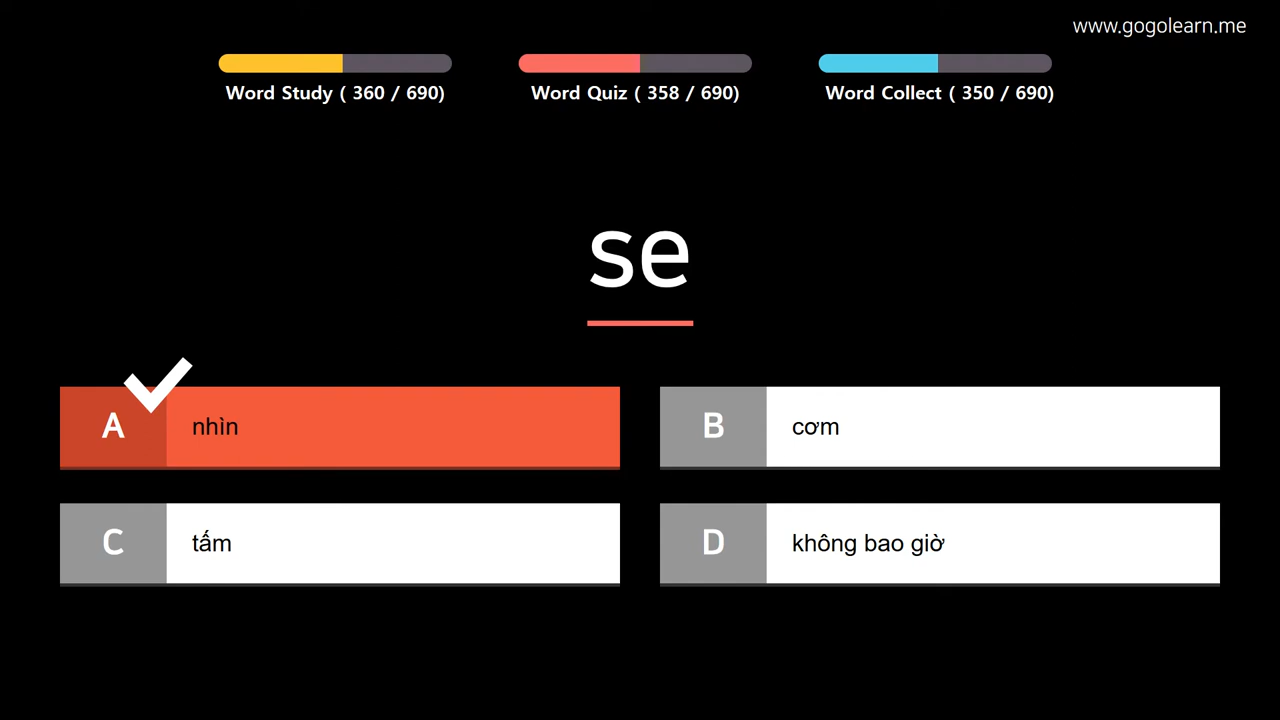 www.gogolearn.me
Word Study ( 360 / 690)
Word Quiz ( 358 / 690)
Word Collect ( 350 / 690)
se
A nhìn
B cơm
C tấm
D không bao giờ